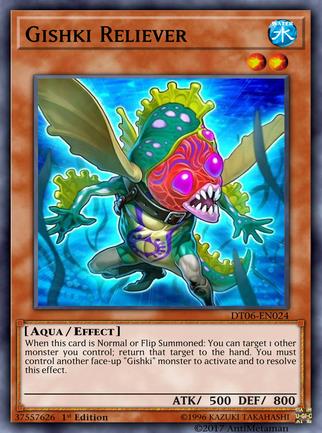 Gishki Reliever
WATER
水
DT06-EN024
[Aqua / Effect]
When this card is Normal or Flip Summoned: You can target 1 other
monster you control; return that target to the hand. You must
control another face-up "Gishki" monster to activate and to resolve
this effect.
ATK/ 500 DEF/ 800
37557626 1st Edition ©1996 KAZUKI TAKAHASHI
©2017 AntiMetaman